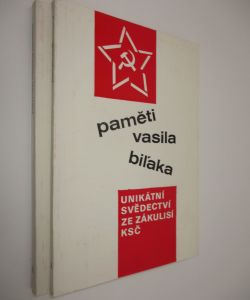 paměti
vasila
biľaka
UNIKÁTNÍ
SVĚDECTVÍ
ZE ZÁKULISÍ
KSČ